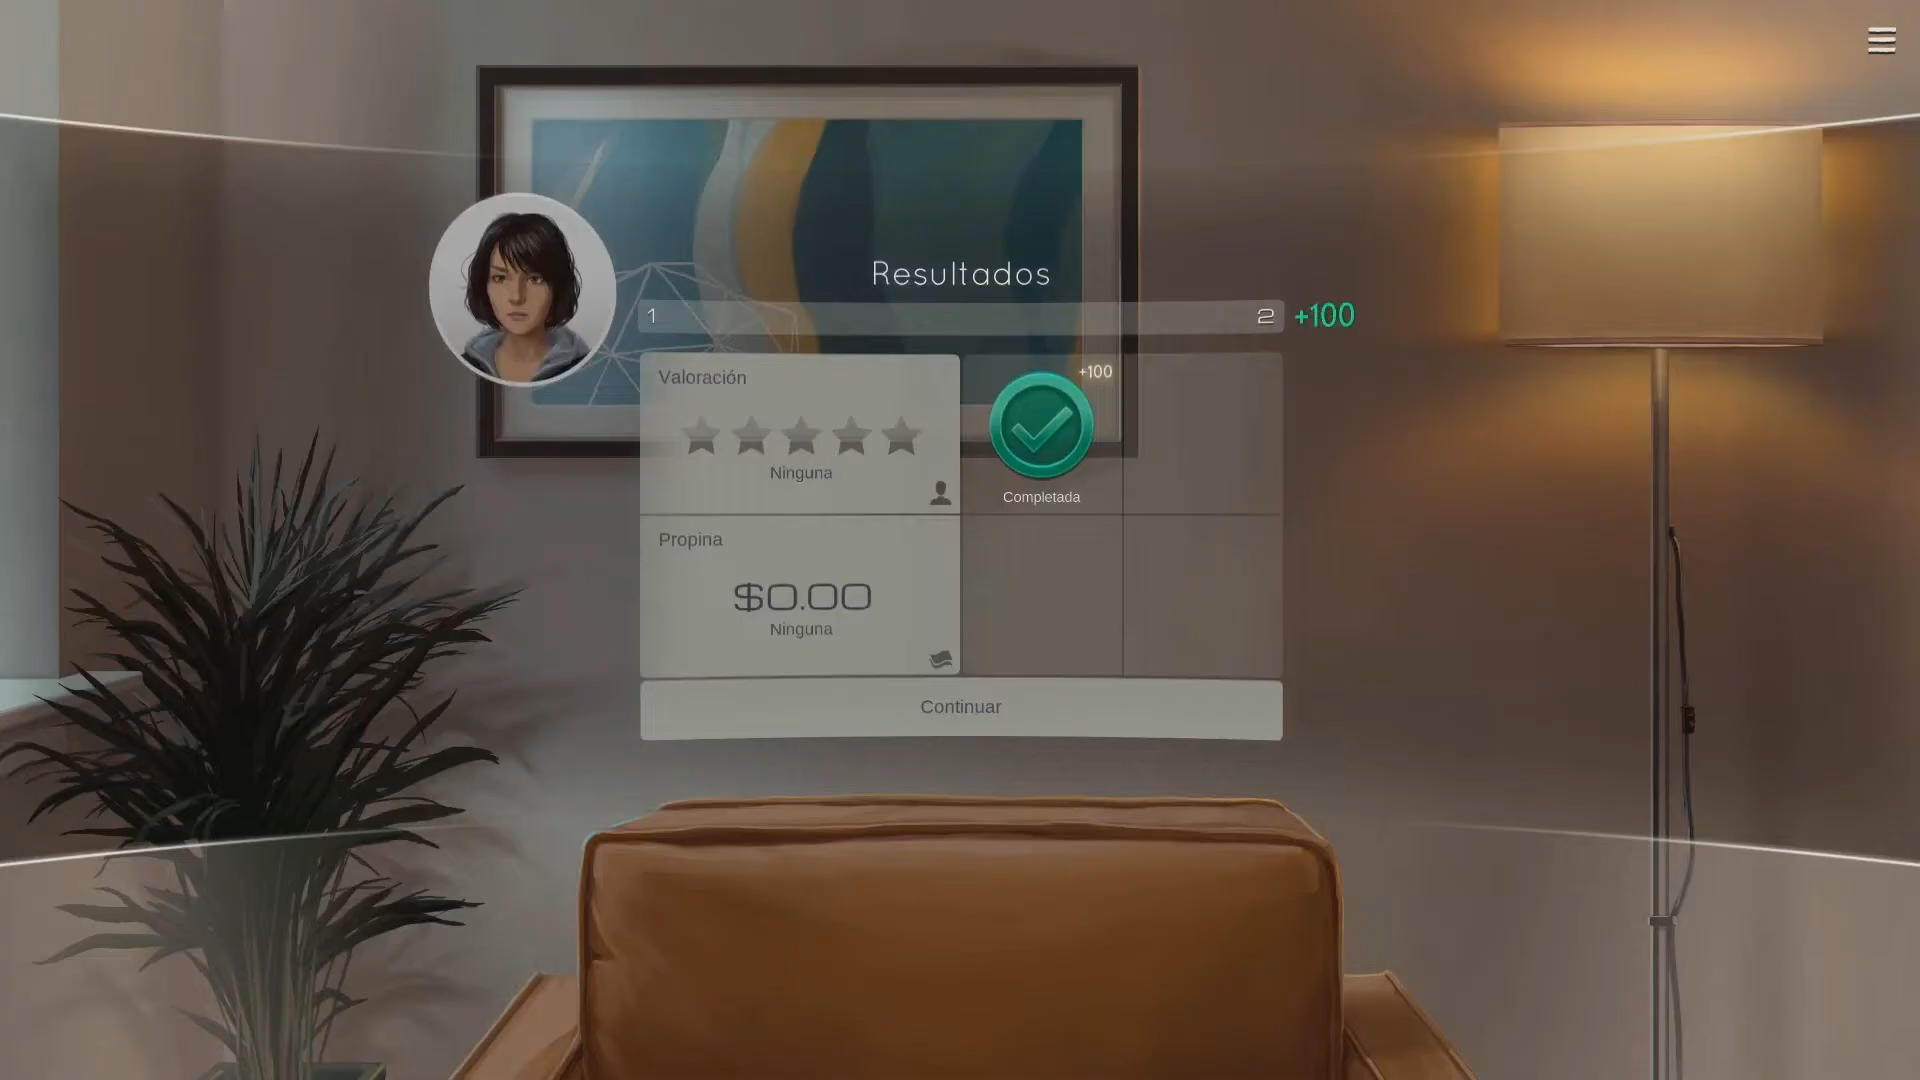 Resultados
1
2
+100
Valoración
+100
Ninguna
Completada
Propina
$0.00
Ninguna
Continuar